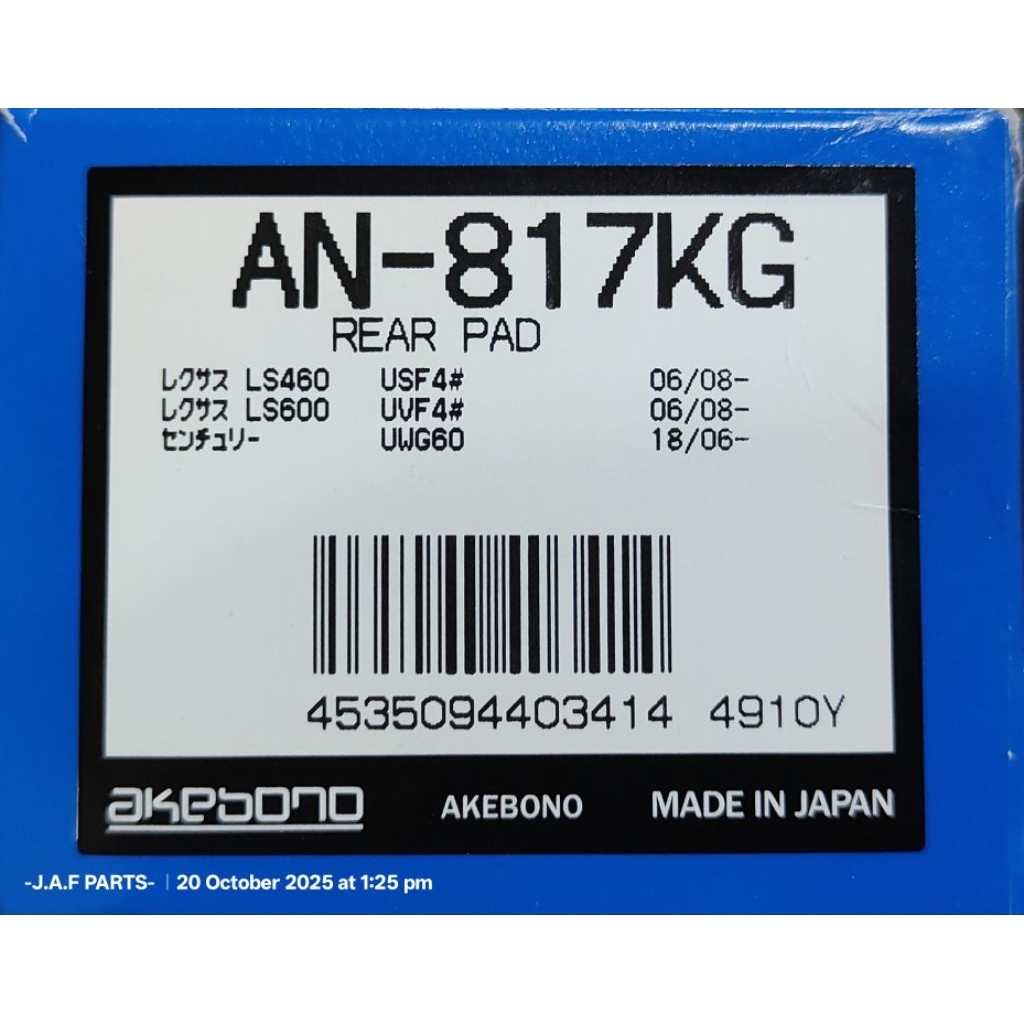 AN-817KG
REAR PAD
レクサス LS460 USF4# 06/08-
レクサス LS600 UVF4# 06/08-
センチュリー UWG60 18/06-
4535094403414 4910Y
akebono AKEBONO MADE IN JAPAN
-J.A.F PARTS- | 20 October 2025 at 1:25 pm